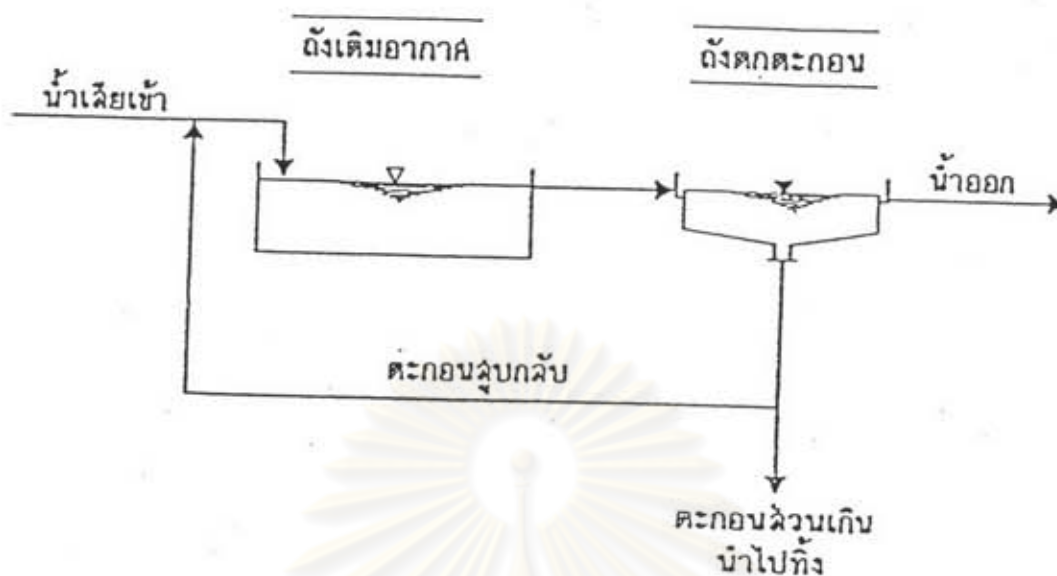 ถังเติมอากาศ
ถังตกตะกอน
น้ำเสียเข้า
น้ำออก
ตะกอนสูบกลับ
ตะกอนส่วนเกิน
นำไปทิ้ง